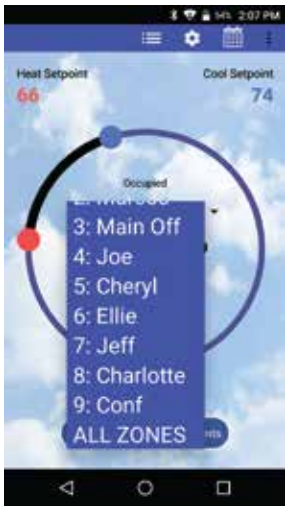 2:07 PM
Heat Setpoint
Cool Setpoint
66
74
Occupied
3: Main Off
4: Joe
5: Cheryl
6: Ellie
7: Jeff
8: Charlotte
9: Conf
ALL ZONES